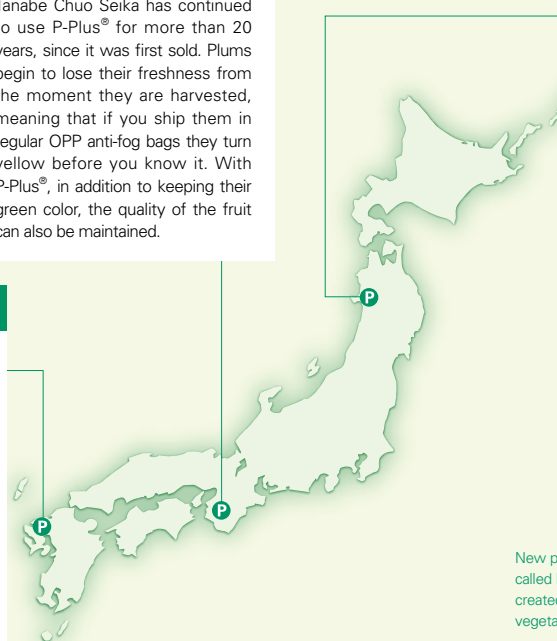 Tanabe Chuo Seika has continued
to use P-Plus® for more than 20
years, since it was first sold. Plums
begin to lose their freshness from
the moment they are harvested,
meaning that if you ship them in
regular OPP anti-fog bags they turn
yellow before you know it. With
P-Plus®, in addition to keeping their
green color, the quality of the fruit
can also be maintained.
P
P
P
New p
called
created
vegeta